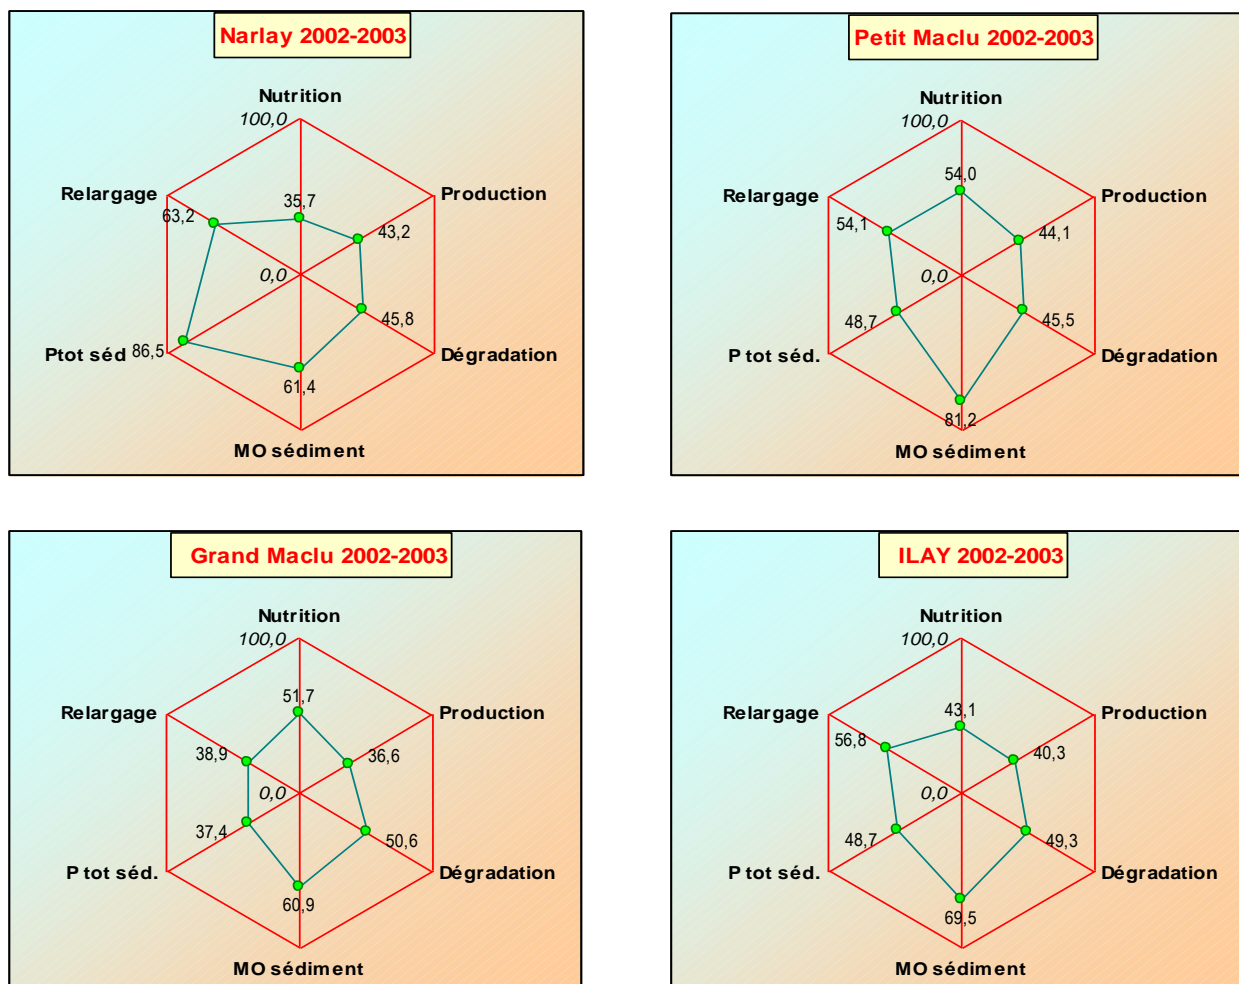 Narlay 2002-2003
Nutrition
100,0
Relargage
Production
63,2
35,7
43,2
0,0
45,8
Ptot séd
86,5
Dégradation
61,4
MO sédiment
Petit Maclu 2002-2003
Nutrition
100,0
54,0
Relargage
Production
54,1
44,1
0,0
48,7
45,5
P tot séd.
Dégradation
81,2
MO sédiment
Grand Maclu 2002-2003
Nutrition
100,0
51,7
Relargage
Production
38,9
36,6
0,0
37,4
50,6
P tot séd.
Dégradation
60,9
MO sédiment
ILAY 2002-2003
Nutrition
100,0
43,1
Relargage
Production
56,8
40,3
0,0
48,7
49,3
P tot séd.
Dégradation
69,5
MO sédiment